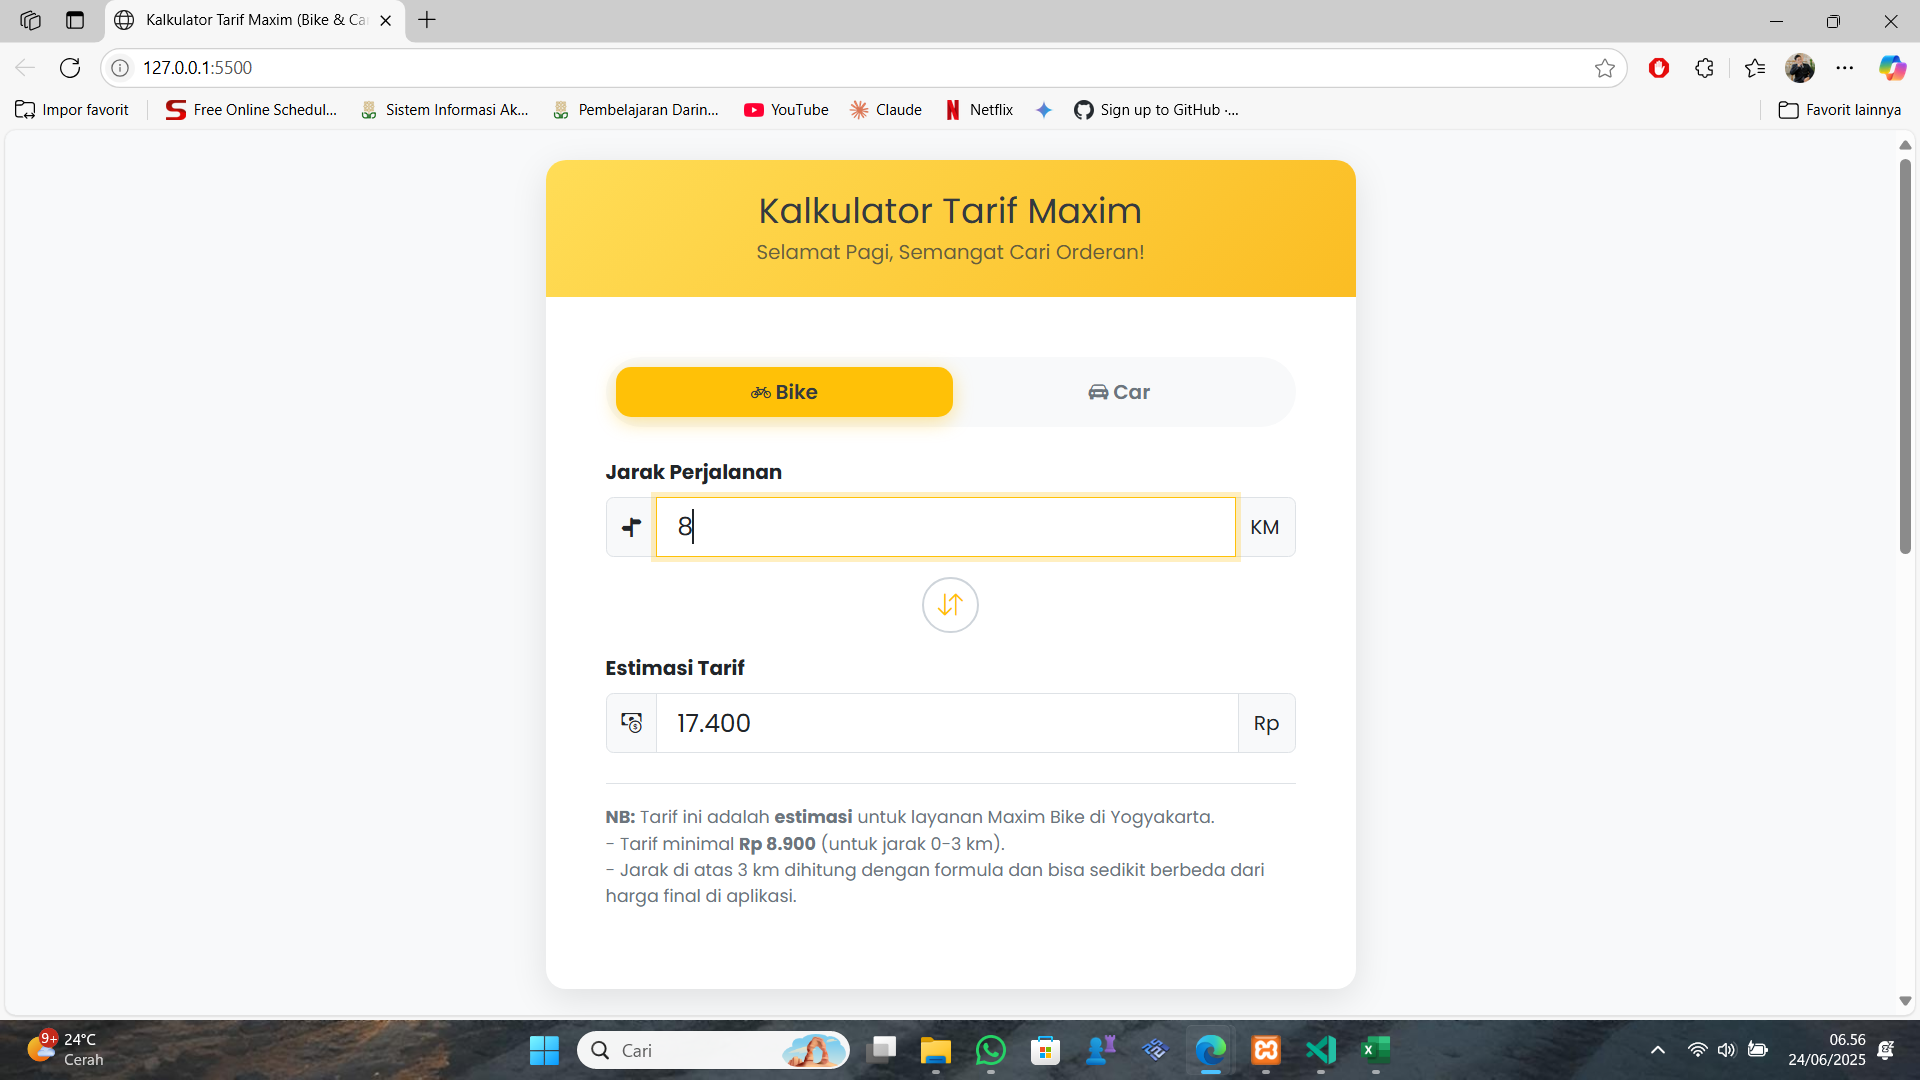 Kalkulator Tarif Maxim (Bike & Ca
127.0.0.1:5500
Impor favorit
Free Online Schedul...
Sistem Informasi Ak...
Pembelajaran Darin...
YouTube
Claude
Netflix
Sign up to GitHub ·...
Favorit lainnya
Kalkulator Tarif Maxim
Selamat Pagi, Semangat Cari Orderan!
Bike
Car
Jarak Perjalanan
8
KM
Estimasi Tarif
17.400
Rp
NB: Tarif ini adalah estimasi untuk layanan Maxim Bike di Yogyakarta.
- Tarif minimal Rp 8.900 (untuk jarak 0-3 km).
- Jarak di atas 3 km dihitung dengan formula dan bisa sedikit berbeda dari
harga final di aplikasi.
9+
24°C
Cerah
Cari
06.56
24/06/2025